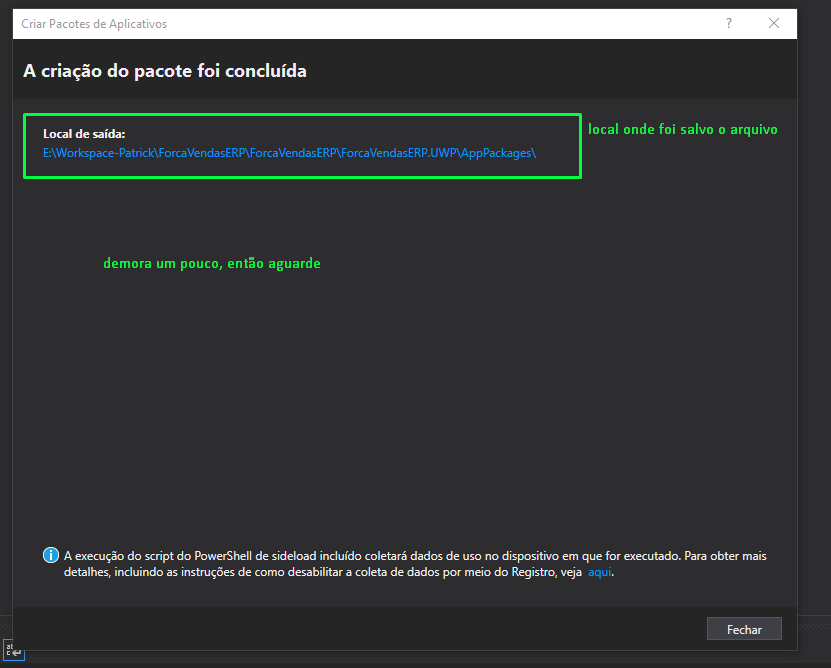 Criar Pacotes de Aplicativos
?
A criação do pacote foi concluída
Local de saída:
local onde foi salvo o arquivo
E:\Workspace-Patrick\ForcaVendasERP\ForcaVendasERP\ForcaVendasERP.UWP\AppPackages\
demora um pouco, então aguarde
A execução do script do PowerShell de sideload incluído coletará dados de uso no dispositivo em que for executado. Para obter mais
detalhes, incluindo as instruções de como desabilitar a coleta de dados por meio do Registro, veja aqui.
Fechar